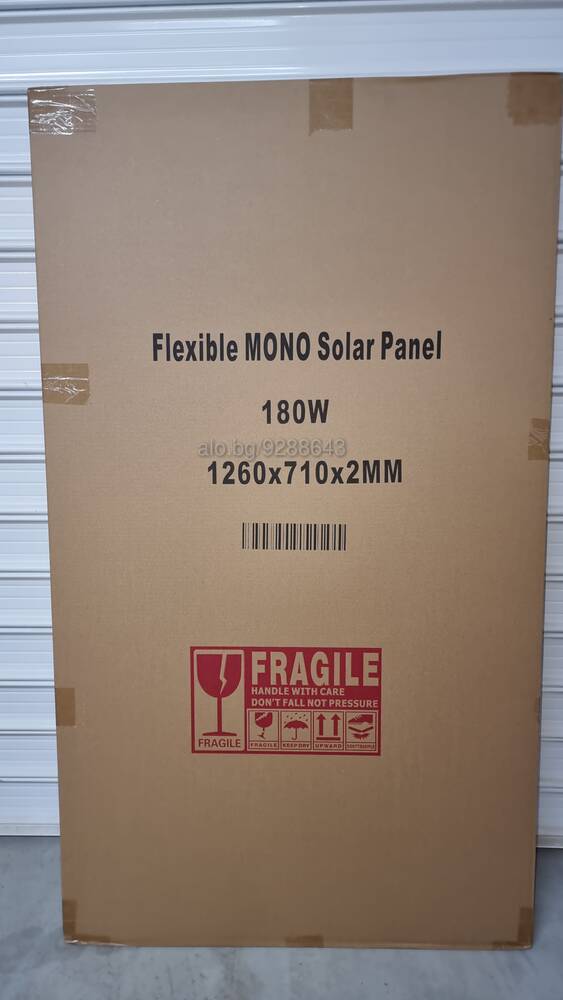 Flexible MONO Solar Panel
180W
alo.bg/9288643
1260x710x2MM
FRAGILE
HANDLE WITH CARE
DON'T FALL NOT PRESSURE
FRAGILE
FRAGILE KEEP DRY UPWARD